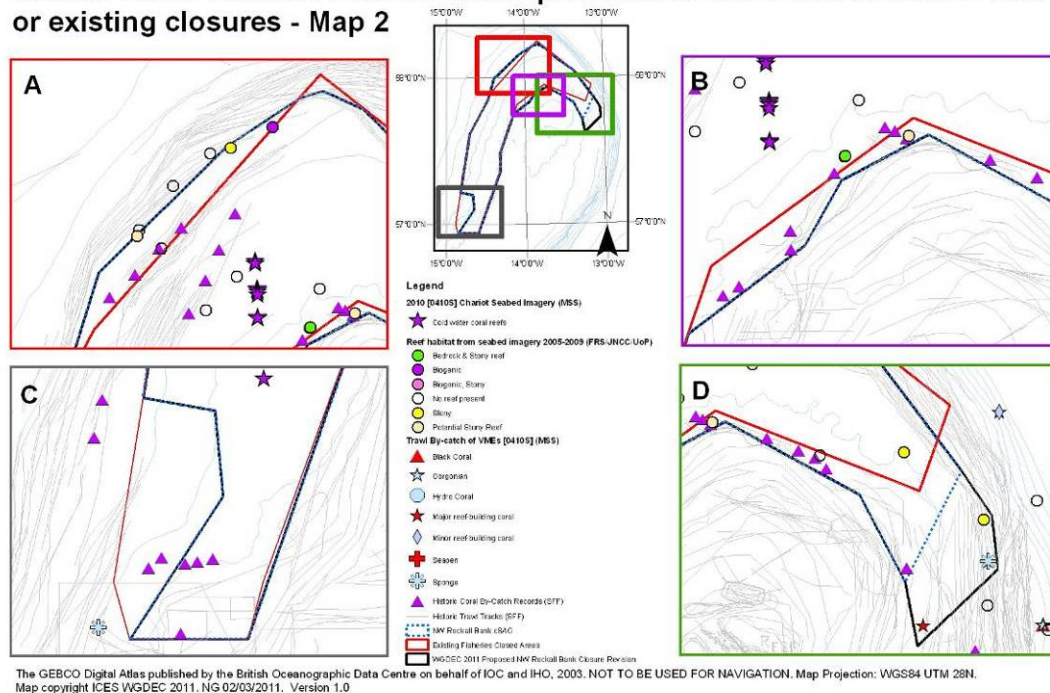 or existing closures - Map 2
15°0'0"W 14°0'0"W 13°0'0"W
A
B
58°0'0"N
58°0'0"N
57°0'0"N
57°0'0"N
N
15°0'0"W 14°0'0"W 13°0'0"W
Legend
2010 [0410S] Chariot Seabed Imagery (MSS)
Cold water coral reefs
Reef habitat from seabed imagery 2005-2009 (FRS/JNCC/UoP)
Bedrock & Stony reef
Biogenic
Biogenic, Stony
No reef present
Stony
Potential Stony Reef
Trawl By-catch of VMEs [0410S] (MSS)
Black Coral
Gorgonian
Hydro Coral
Major reef-building coral
Minor reef-building coral
Seapen
Sponge
Historic Coral By-Catch Records (SFF)
Historic Trawl Tracks (SFF)
NW Rockall Bank cSAC
Existing Fisheries Closed Areas
WGDEC 2011 Proposed NW Rockall Bank Closure Revision
C
D
The GEBCO Digital Atlas published by the British Oceanographic Data Centre on behalf of IOC and IHO, 2003. NOT TO BE USED FOR NAVIGATION. Map Projection: WGS84 UTM 28N.
Map copyright ICES WGDEC 2011. NG 02/03/2011. Version 1.0